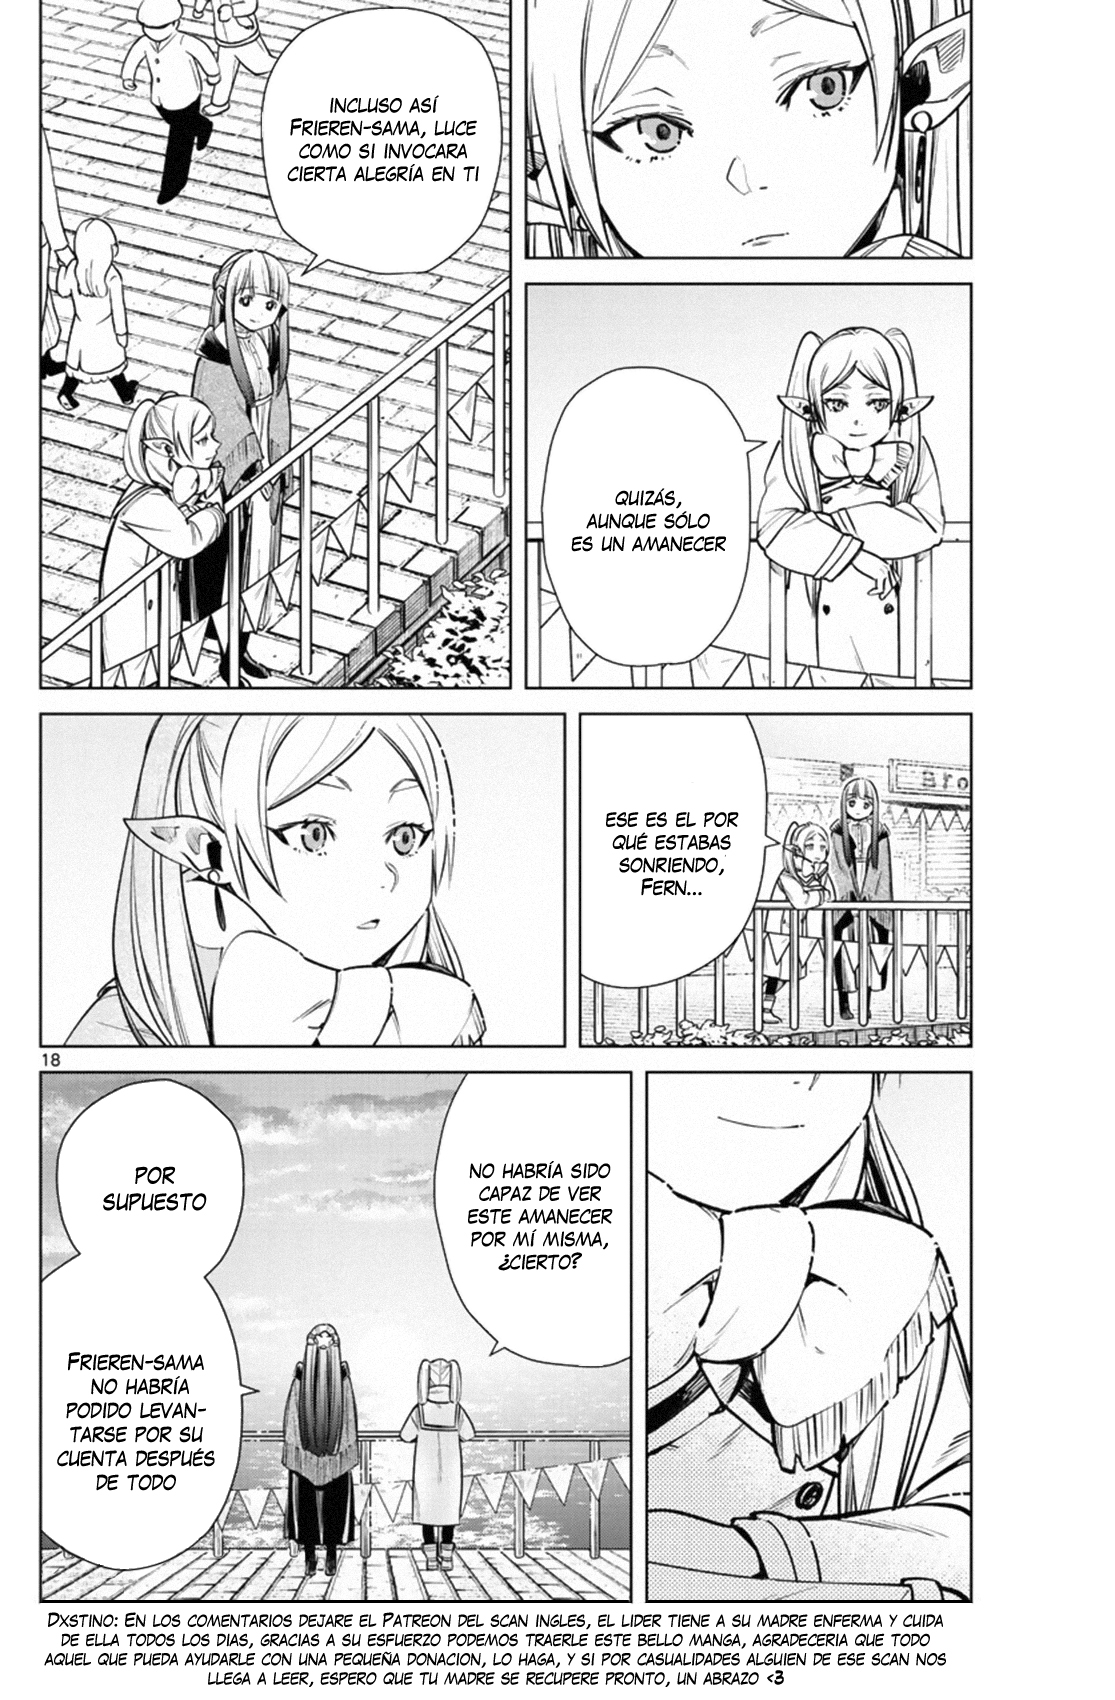 INCLUSO ASÍ
FRIEREN-SAMA, LUCE
COMO SI INVOCARA
CIERTA ALEGRÍA EN TI
QUIZÁS,
AUNQUE SÓLO
ES UN AMANECER
ESE ES EL POR
QUÉ ESTABAS
SONRIENDO,
FERN...
Bro
18
NO HABRÍA SIDO
CAPAZ DE VER
ESTE AMANECER
POR MÍ MISMA,
¿CIERTO?
POR
SUPUESTO
FRIEREN-SAMA
NO HABRÍA
PODIDO LEVAN-
TARSE POR SU
CUENTA DESPUÉS
DE TODO
DXSTINO: EN LOS COMENTARIOS DEJARE EL PATREON DEL SCAN INGLES, EL LIDER TIENE A SU MADRE ENFERMA Y CUIDA
DE ELLA TODOS LOS DIAS, GRACIAS A SU ESFUERZO PODEMOS TRAERLE ESTE BELLO MANGA, AGRADECERIA QUE TODO
AQUEL QUE PUEDA AYUDARLE CON UNA PEQUEÑA DONACION, LO HAGA, Y SI POR CASUALIDADES ALGUIEN DE ESE SCAN NOS
LLEGA A LEER, ESPERO QUE TU MADRE SE RECUPERE PRONTO, UN ABRAZO <3